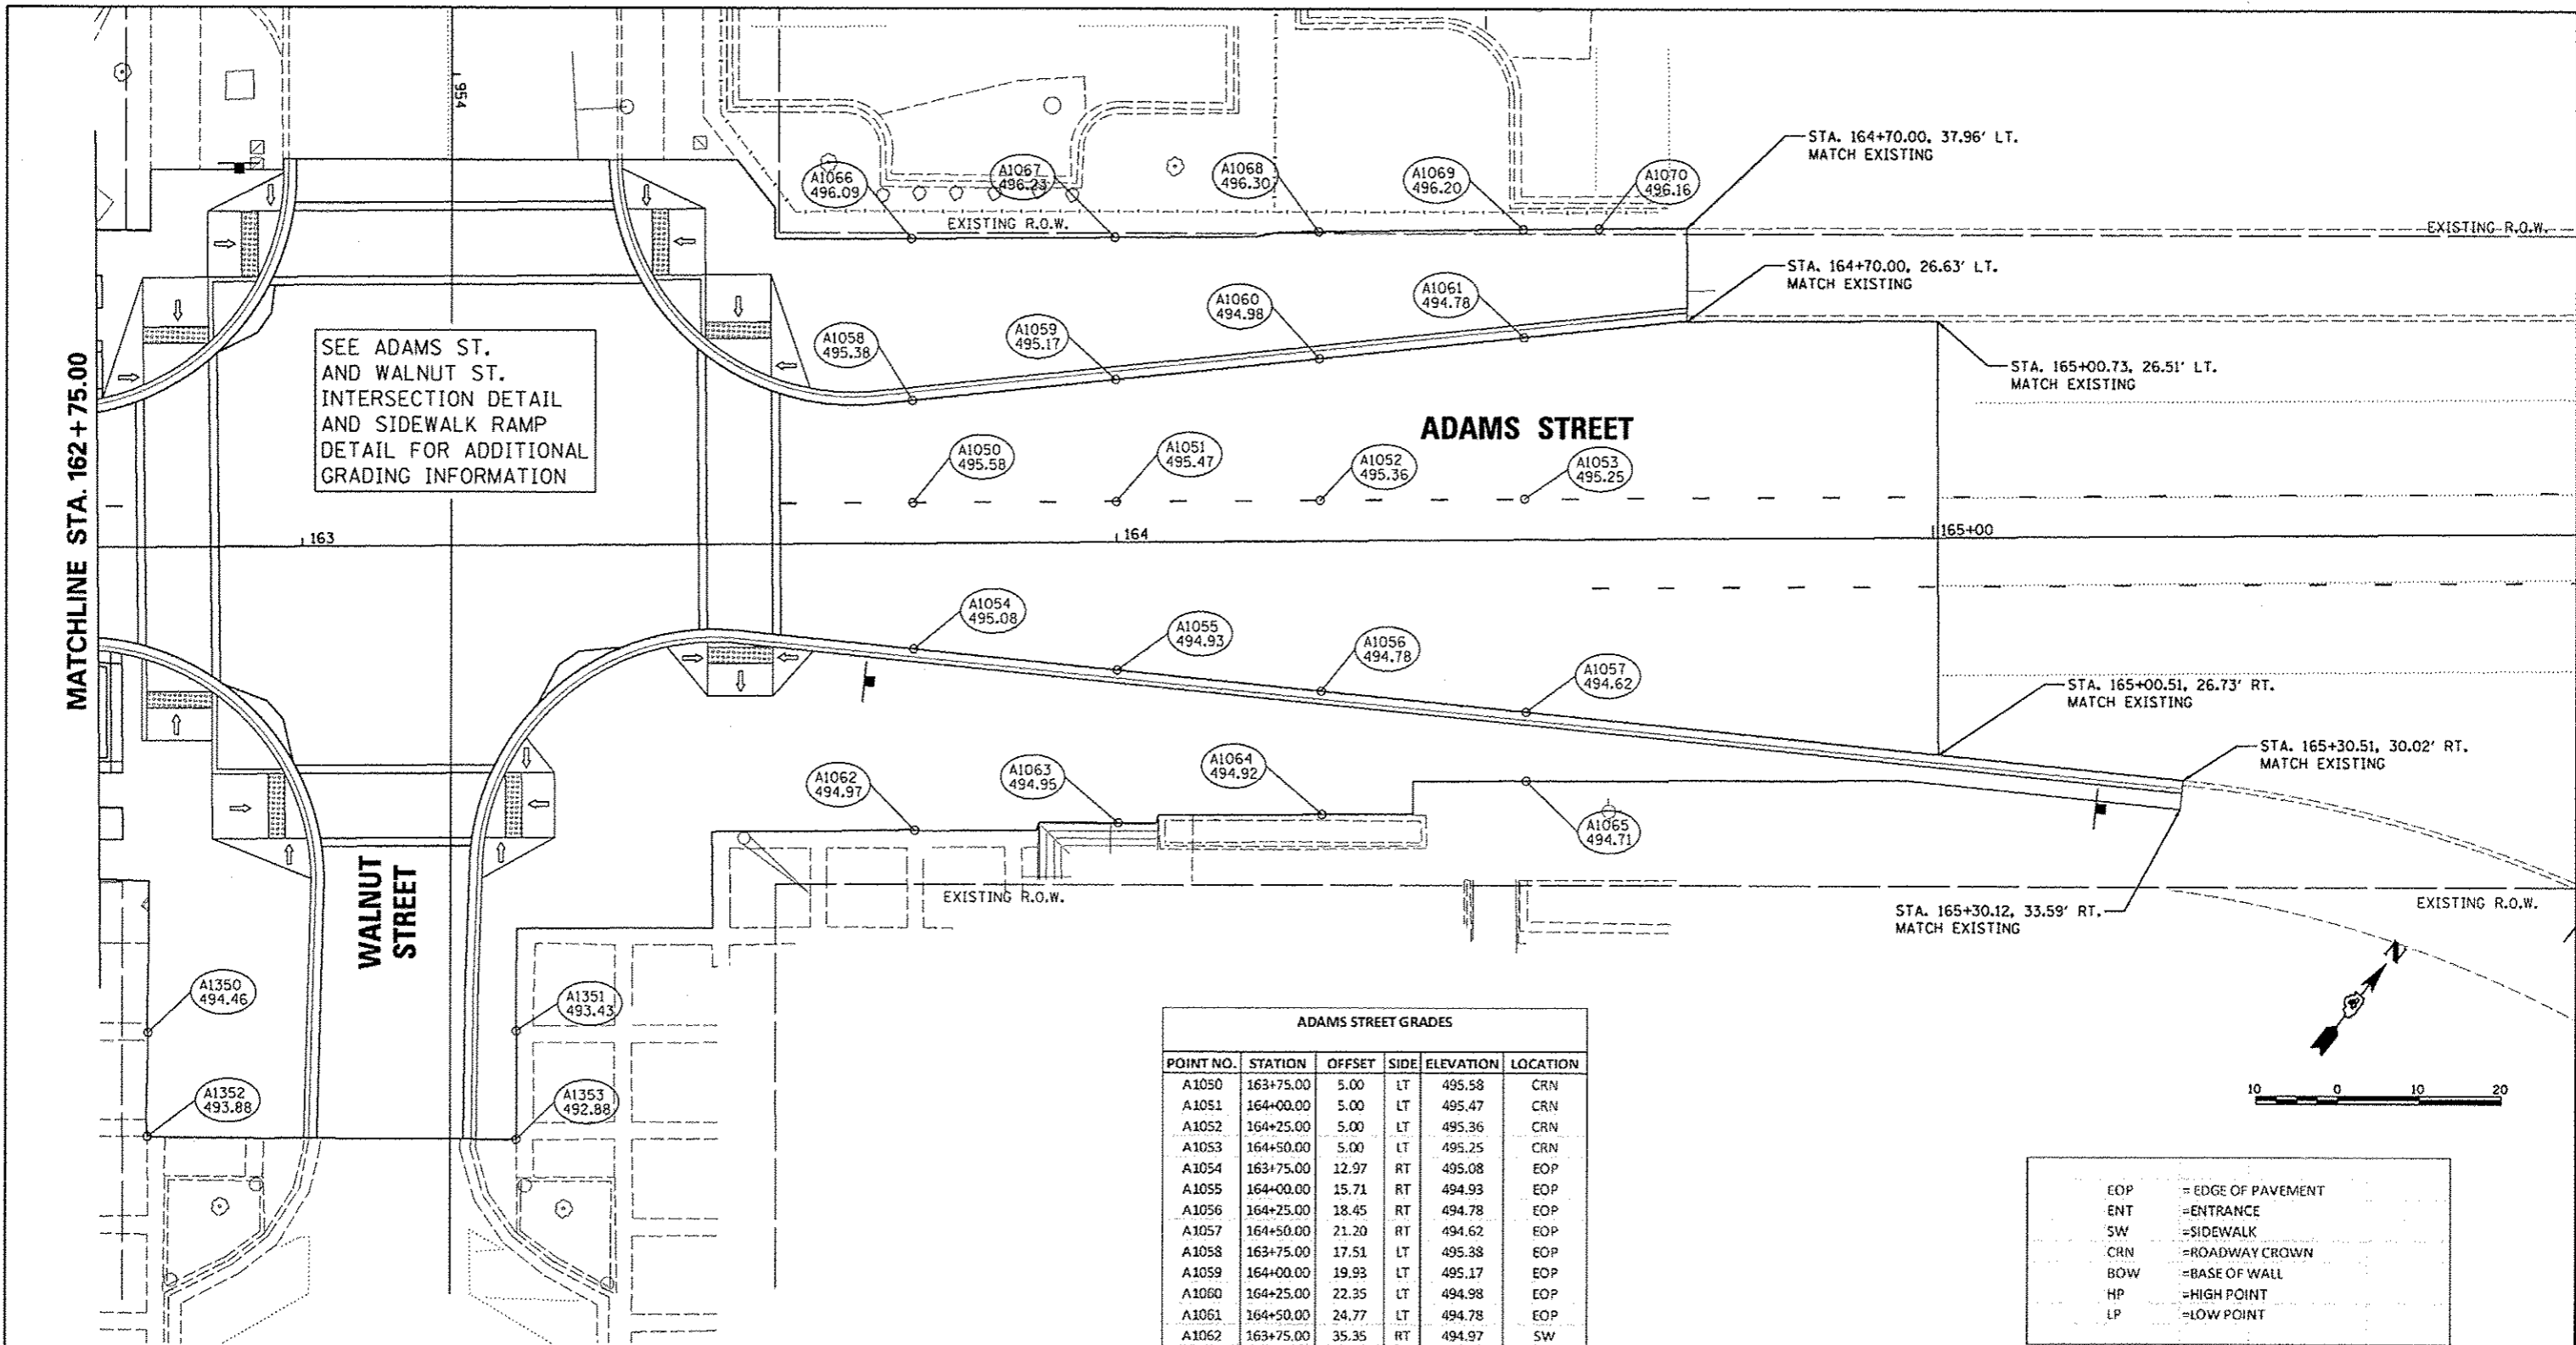 954
STA. 164+70.00, 37.96' LT.
MATCH EXISTING
A1066
496.09
A1067
496.23
A1068
496.30
A1069
496.20
A1070
496.16
EXISTING R.O.W.
EXISTING R.O.W.
STA. 164+70.00, 26.63' LT.
MATCH EXISTING
A1058
495.38
A1059
495.17
A1060
494.98
A1061
494.78
SEE ADAMS ST.
AND WALNUT ST.
INTERSECTION DETAIL
AND SIDEWALK RAMP
DETAIL FOR ADDITIONAL
GRADING INFORMATION
STA. 165+00.73, 26.51' LT.
MATCH EXISTING
MATCHLINE STA. 162+75.00
ADAMS STREET
A1050
495.58
A1051
495.47
A1052
495.36
A1053
495.25
163
164
165+00
A1054
495.08
A1055
494.93
A1056
494.78
A1057
494.62
STA. 165+00.51, 26.73' RT.
MATCH EXISTING
STA. 165+30.51, 30.02' RT.
MATCH EXISTING
A1062
494.97
A1063
494.95
A1064
494.92
A1065
494.71
WALNUT
STREET
EXISTING R.O.W.
EXISTING R.O.W.
STA. 165+30.12, 33.59' RT.
MATCH EXISTING
N
A1350
494.46
A1351
493.43
A1352
493.88
A1353
492.88
10 0 10 20
ADAMS STREET GRADES
POINT NO. STATION OFFSET SIDE ELEVATION LOCATION
A1050 163+75.00 5.00 LT 495.58 CRN
A1051 164+00.00 5.00 LT 495.47 CRN
A1052 164+25.00 5.00 LT 495.36 CRN
A1053 164+50.00 5.00 LT 495.25 CRN
A1054 163+75.00 12.97 RT 495.08 EOP
A1055 164+00.00 15.71 RT 494.93 EOP
A1056 164+25.00 18.45 RT 494.78 EOP
A1057 164+50.00 21.20 RT 494.62 EOP
A1058 163+75.00 17.51 LT 495.38 EOP
A1059 164+00.00 19.93 LT 495.17 EOP
A1060 164+25.00 22.35 LT 494.98 EOP
A1061 164+50.00 24.77 LT 494.78 EOP
A1062 163+75.00 35.35 RT 494.97 SW
EOP =EDGE OF PAVEMENT
ENT =ENTRANCE
SW =SIDEWALK
CRN =ROADWAY CROWN
BOW =BASE OF WALL
HP =HIGH POINT
LP =LOW POINT